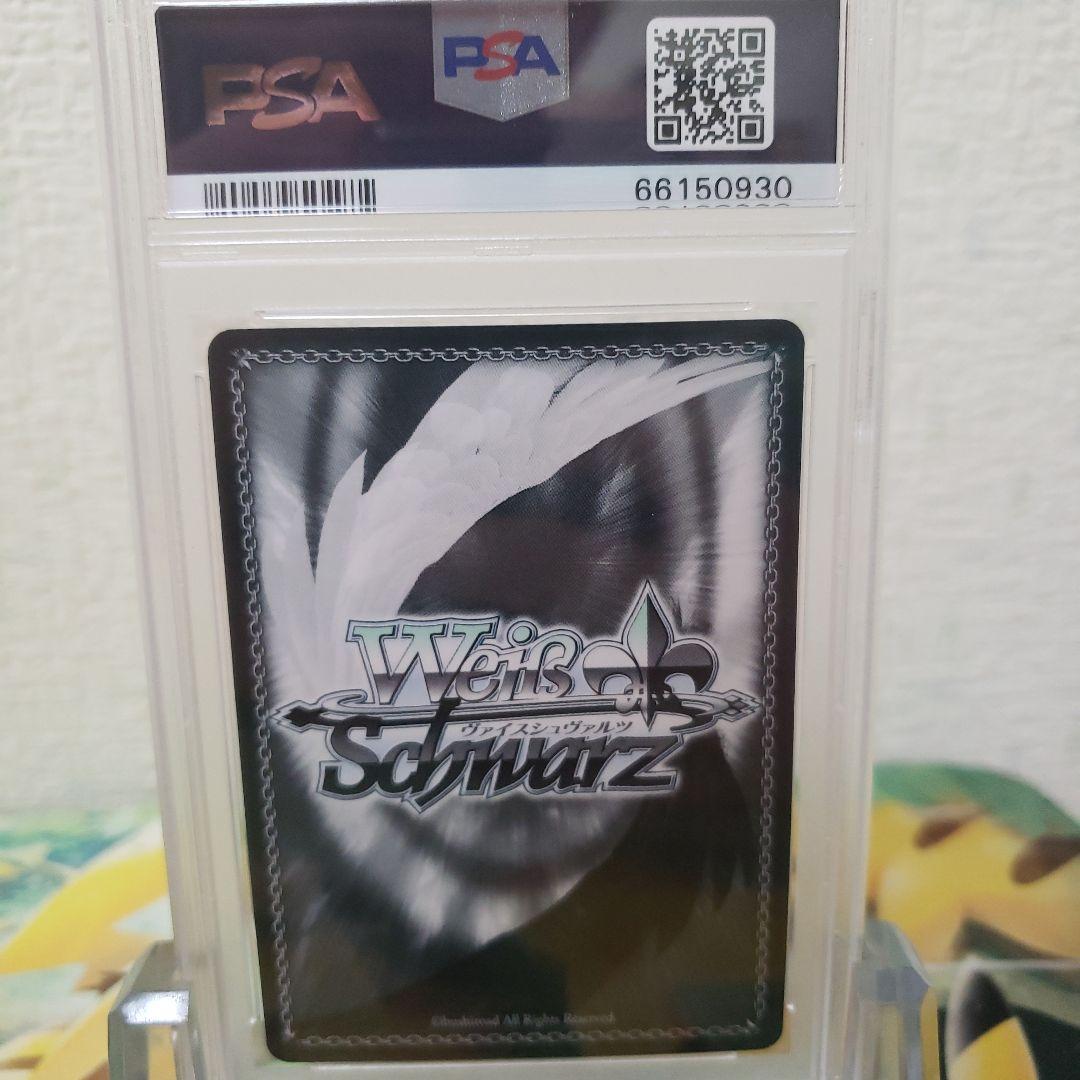 PSA
PSA
66150930
Weiß
ヴァイスシュヴァルツ
Schwarz
©bushiroad All Rights Reserved.